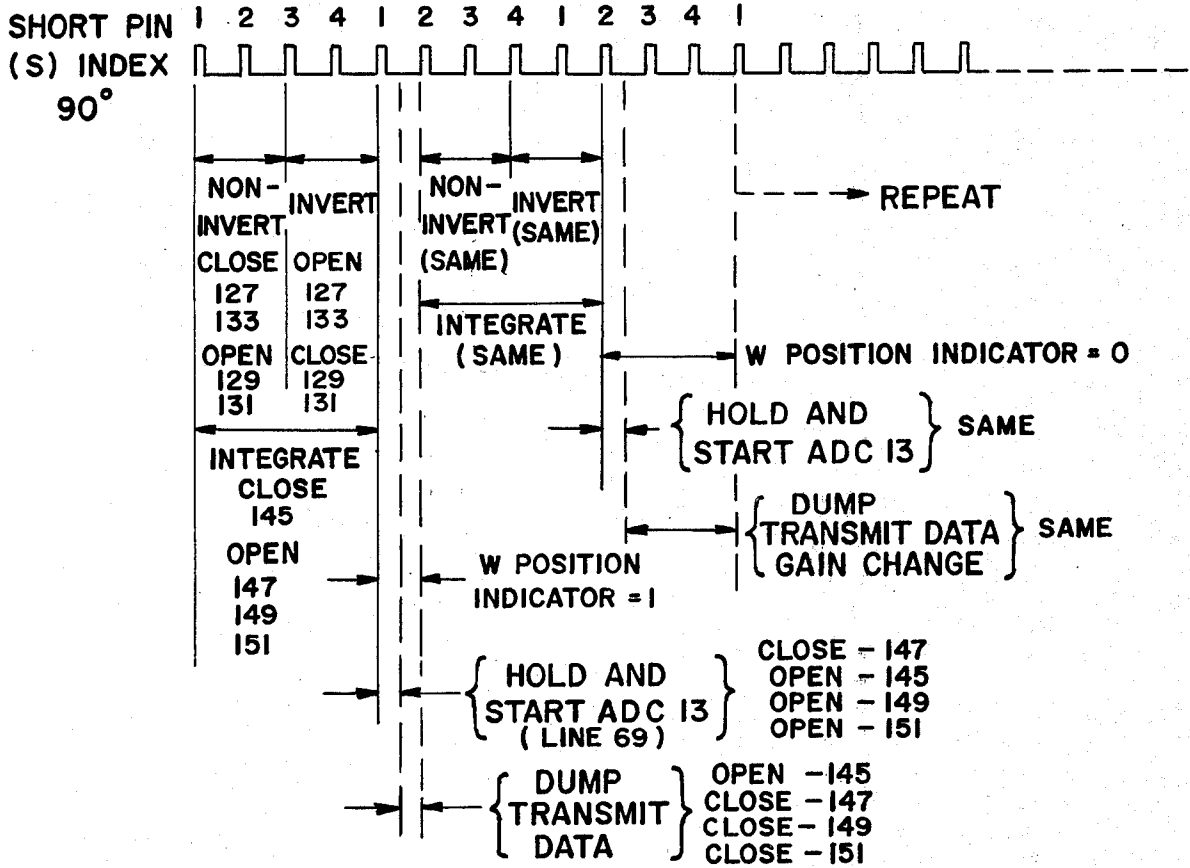 SHORT PIN
(S) INDEX
90°
1 2 3 4 1 2 3 4 1 2 3 4 1
NON-
INVERT
CLOSE
127
133
OPEN
129
131
INVERT
OPEN
127
133
CLOSE
129
131
INTEGRATE
CLOSE
145
OPEN
147
149
151
NON-
INVERT
(SAME)
INVERT
(SAME)
INTEGRATE
(SAME)
REPEAT
W POSITION INDICATOR = 0
HOLD AND
START ADC 13
SAME
DUMP
TRANSMIT DATA
GAIN CHANGE
SAME
W POSITION
INDICATOR = 1
HOLD AND
START ADC 13
(LINE 69)
CLOSE - 147
OPEN - 145
OPEN - 149
OPEN - 151
DUMP
TRANSMIT
DATA
OPEN -145
CLOSE - 147
CLOSE - 149
CLOSE - 151